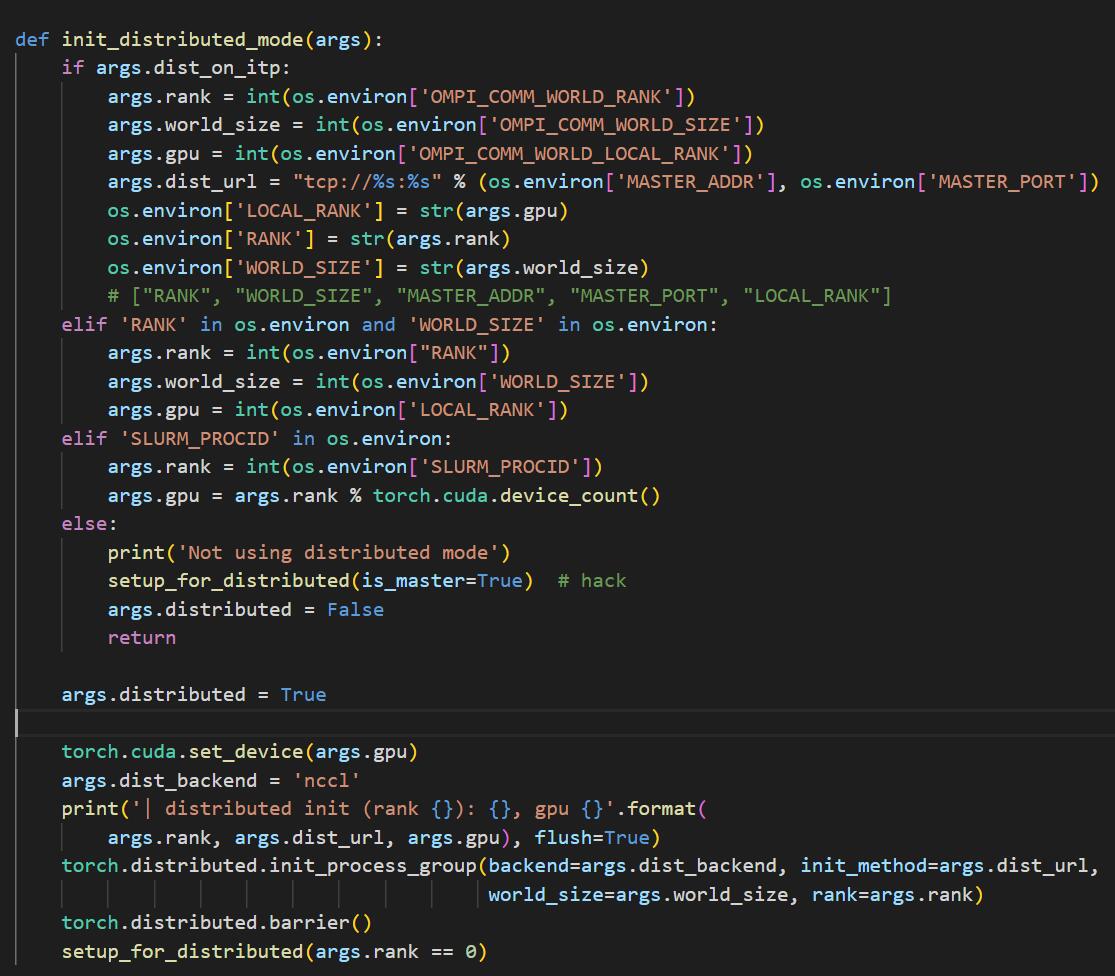 def init_distributed_mode(args):
    if args.dist_on_itp:
        args.rank = int(os.environ['OMPI_COMM_WORLD_RANK'])
        args.world_size = int(os.environ['OMPI_COMM_WORLD_SIZE'])
        args.gpu = int(os.environ['OMPI_COMM_WORLD_LOCAL_RANK'])
        args.dist_url = "tcp://%s:%s" % (os.environ['MASTER_ADDR'], os.environ['MASTER_PORT'])
        os.environ['LOCAL_RANK'] = str(args.gpu)
        os.environ['RANK'] = str(args.rank)
        os.environ['WORLD_SIZE'] = str(args.world_size)
        # ["RANK", "WORLD_SIZE", "MASTER_ADDR", "MASTER_PORT", "LOCAL_RANK"]
    elif 'RANK' in os.environ and 'WORLD_SIZE' in os.environ:
        args.rank = int(os.environ["RANK"])
        args.world_size = int(os.environ['WORLD_SIZE'])
        args.gpu = int(os.environ['LOCAL_RANK'])
    elif 'SLURM_PROCID' in os.environ:
        args.rank = int(os.environ['SLURM_PROCID'])
        args.gpu = args.rank % torch.cuda.device_count()
    else:
        print('Not using distributed mode')
        setup_for_distributed(is_master=True)  # hack
        args.distributed = False
        return

    args.distributed = True

    torch.cuda.set_device(args.gpu)
    args.dist_backend = 'nccl'
    print('| distributed init (rank {}): {}, gpu {}'.format(
        args.rank, args.dist_url, args.gpu), flush=True)
    torch.distributed.init_process_group(backend=args.dist_backend, init_method=args.dist_url,
                                         world_size=args.world_size, rank=args.rank)
    torch.distributed.barrier()
    setup_for_distributed(args.rank == 0)